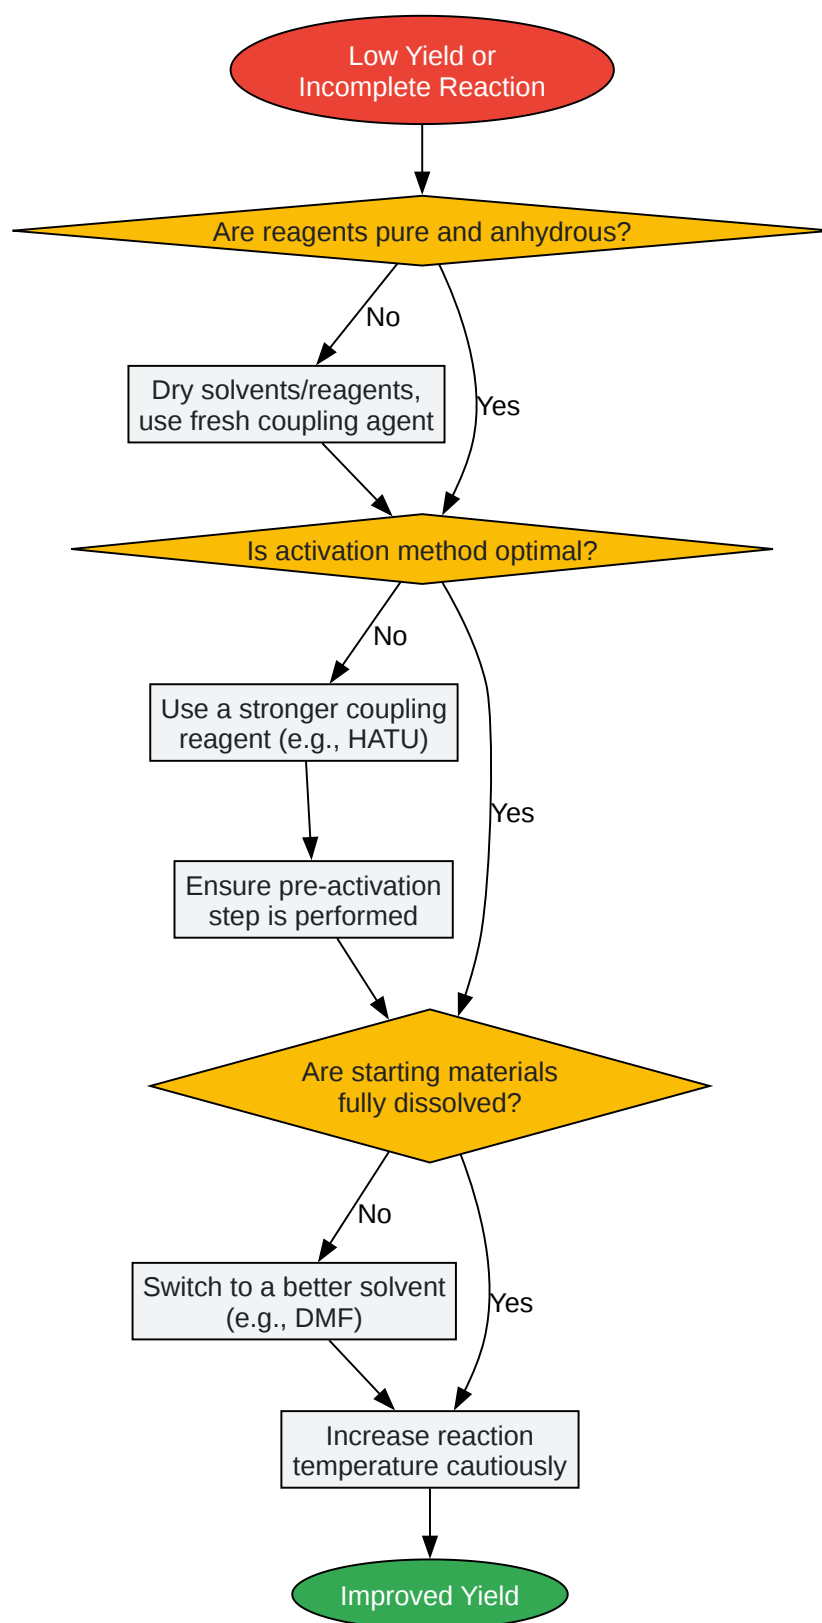 Low Yield or
Incomplete Reaction
Are reagents pure and anhydrous?
No
Dry solvents/reagents,
use fresh coupling agent
Yes
Is activation method optimal?
No
Use a stronger coupling
reagent (e.g., HATU)
Yes
Ensure pre-activation
step is performed
Are starting materials
fully dissolved?
No
Switch to a better solvent
(e.g., DMF)
Yes
Increase reaction
temperature cautiously
Improved Yield